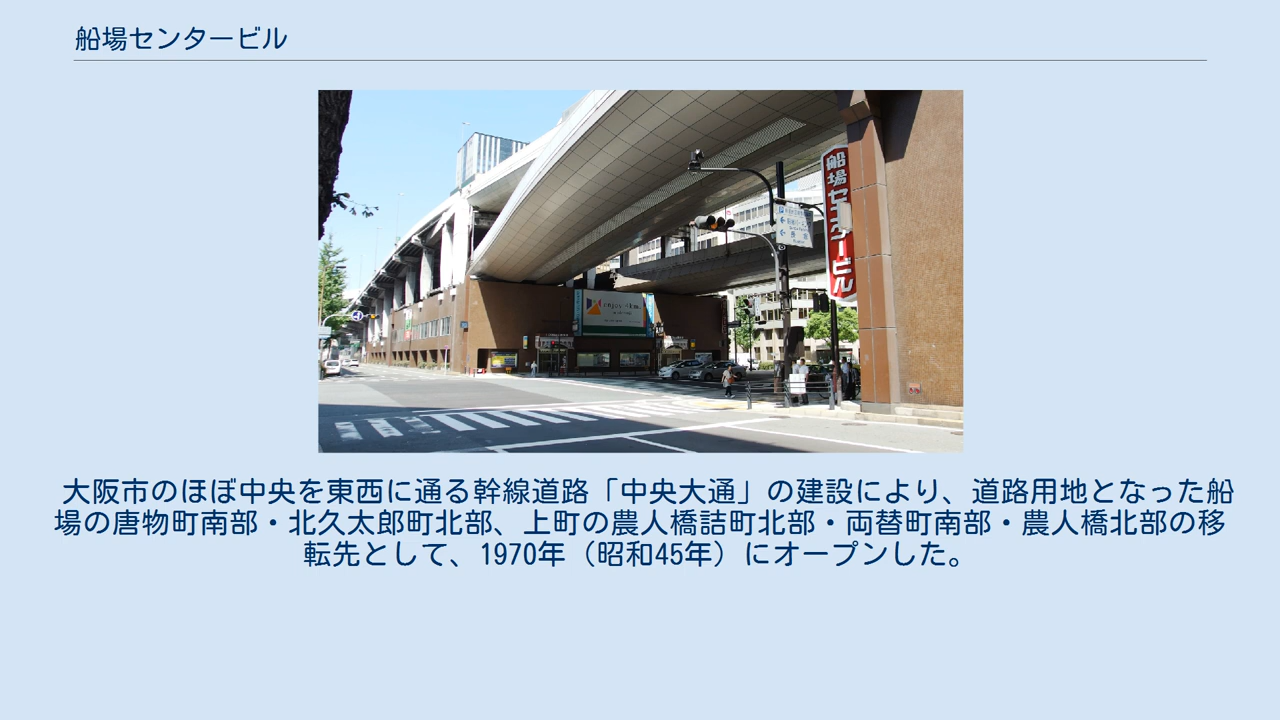 船場センタービル
船場センタービル
enjoy
大阪市のほぼ中央を東西に通る幹線道路「中央大通」の建設により、道路用地となった船
場の唐物町南部・北久太郎町北部、上町の農人橋詰町北部・両替町南部・農人橋北部の移
転先として、1970年（昭和45年）にオープンした。